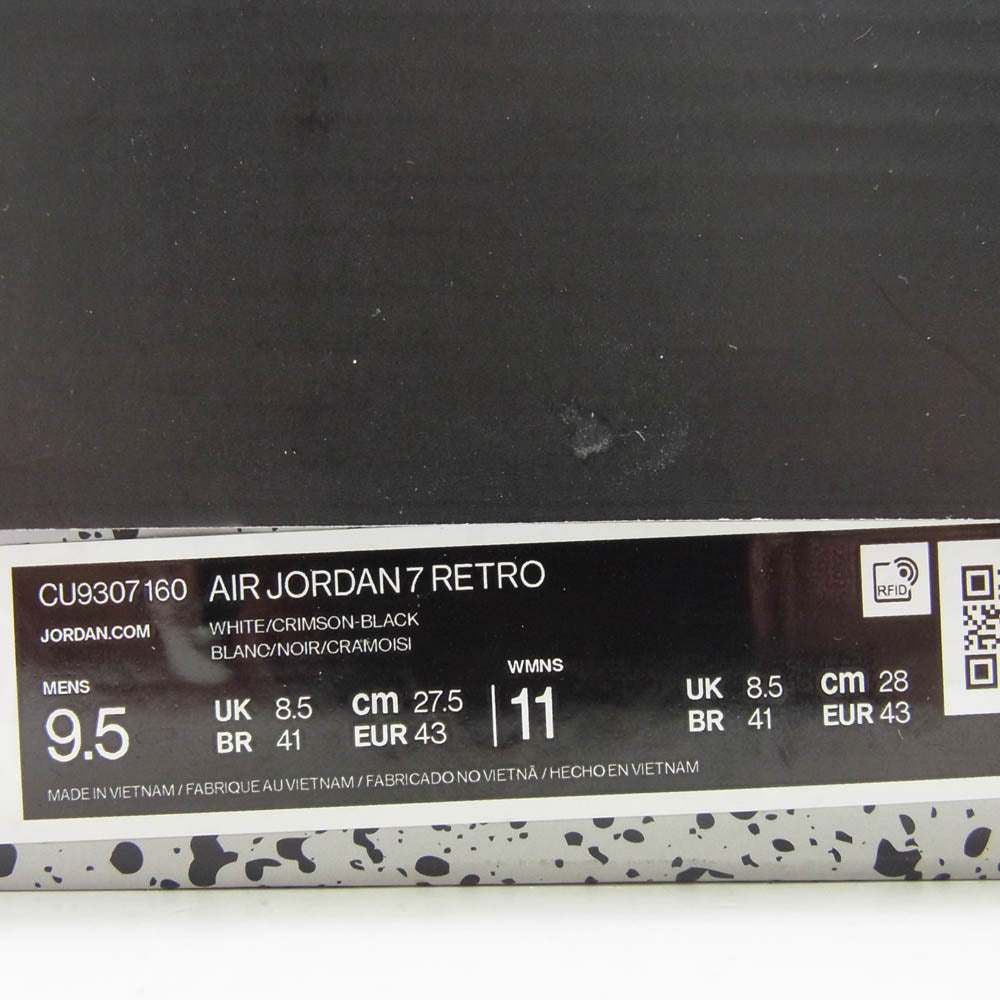 CU9307 160 AIR JORDAN 7 RETRO
JORDAN.COM WHITE/CRIMSON-BLACK
BLANC/NOIR/CRAMOISI
RFID
MENS WMNS
9.5 UK 8.5 cm 27.5 11 UK 8.5 cm 28
BR 41 EUR 43 BR 41 EUR 43
MADE IN VIETNAM / FABRIQUE AU VIETNAM / FABRICADO NO VIETNÃ / HECHO EN VIETNAM